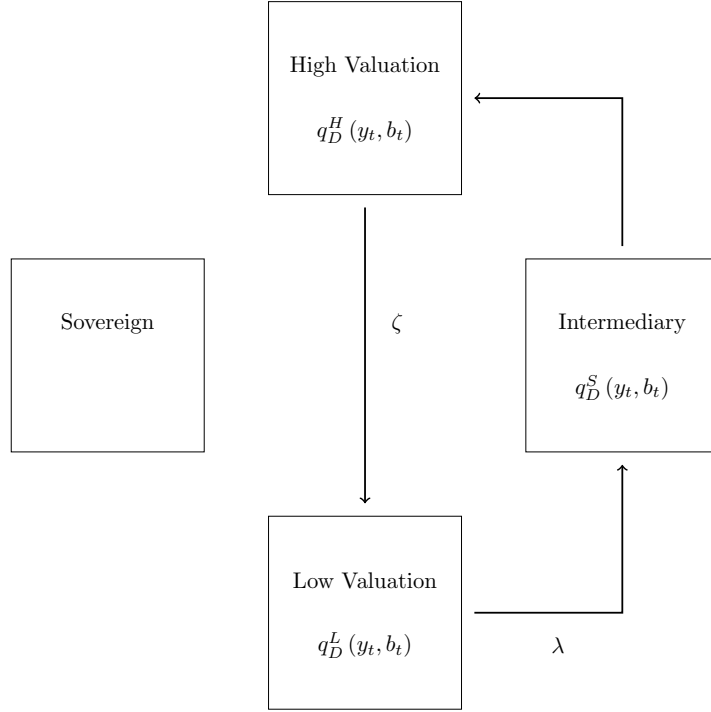 High Valuation
$q_D^H (y_t, b_t)$
Sovereign
ζ
Intermediary
$q_D^S (y_t, b_t)$
Low Valuation
$q_D^L (y_t, b_t)$
λ